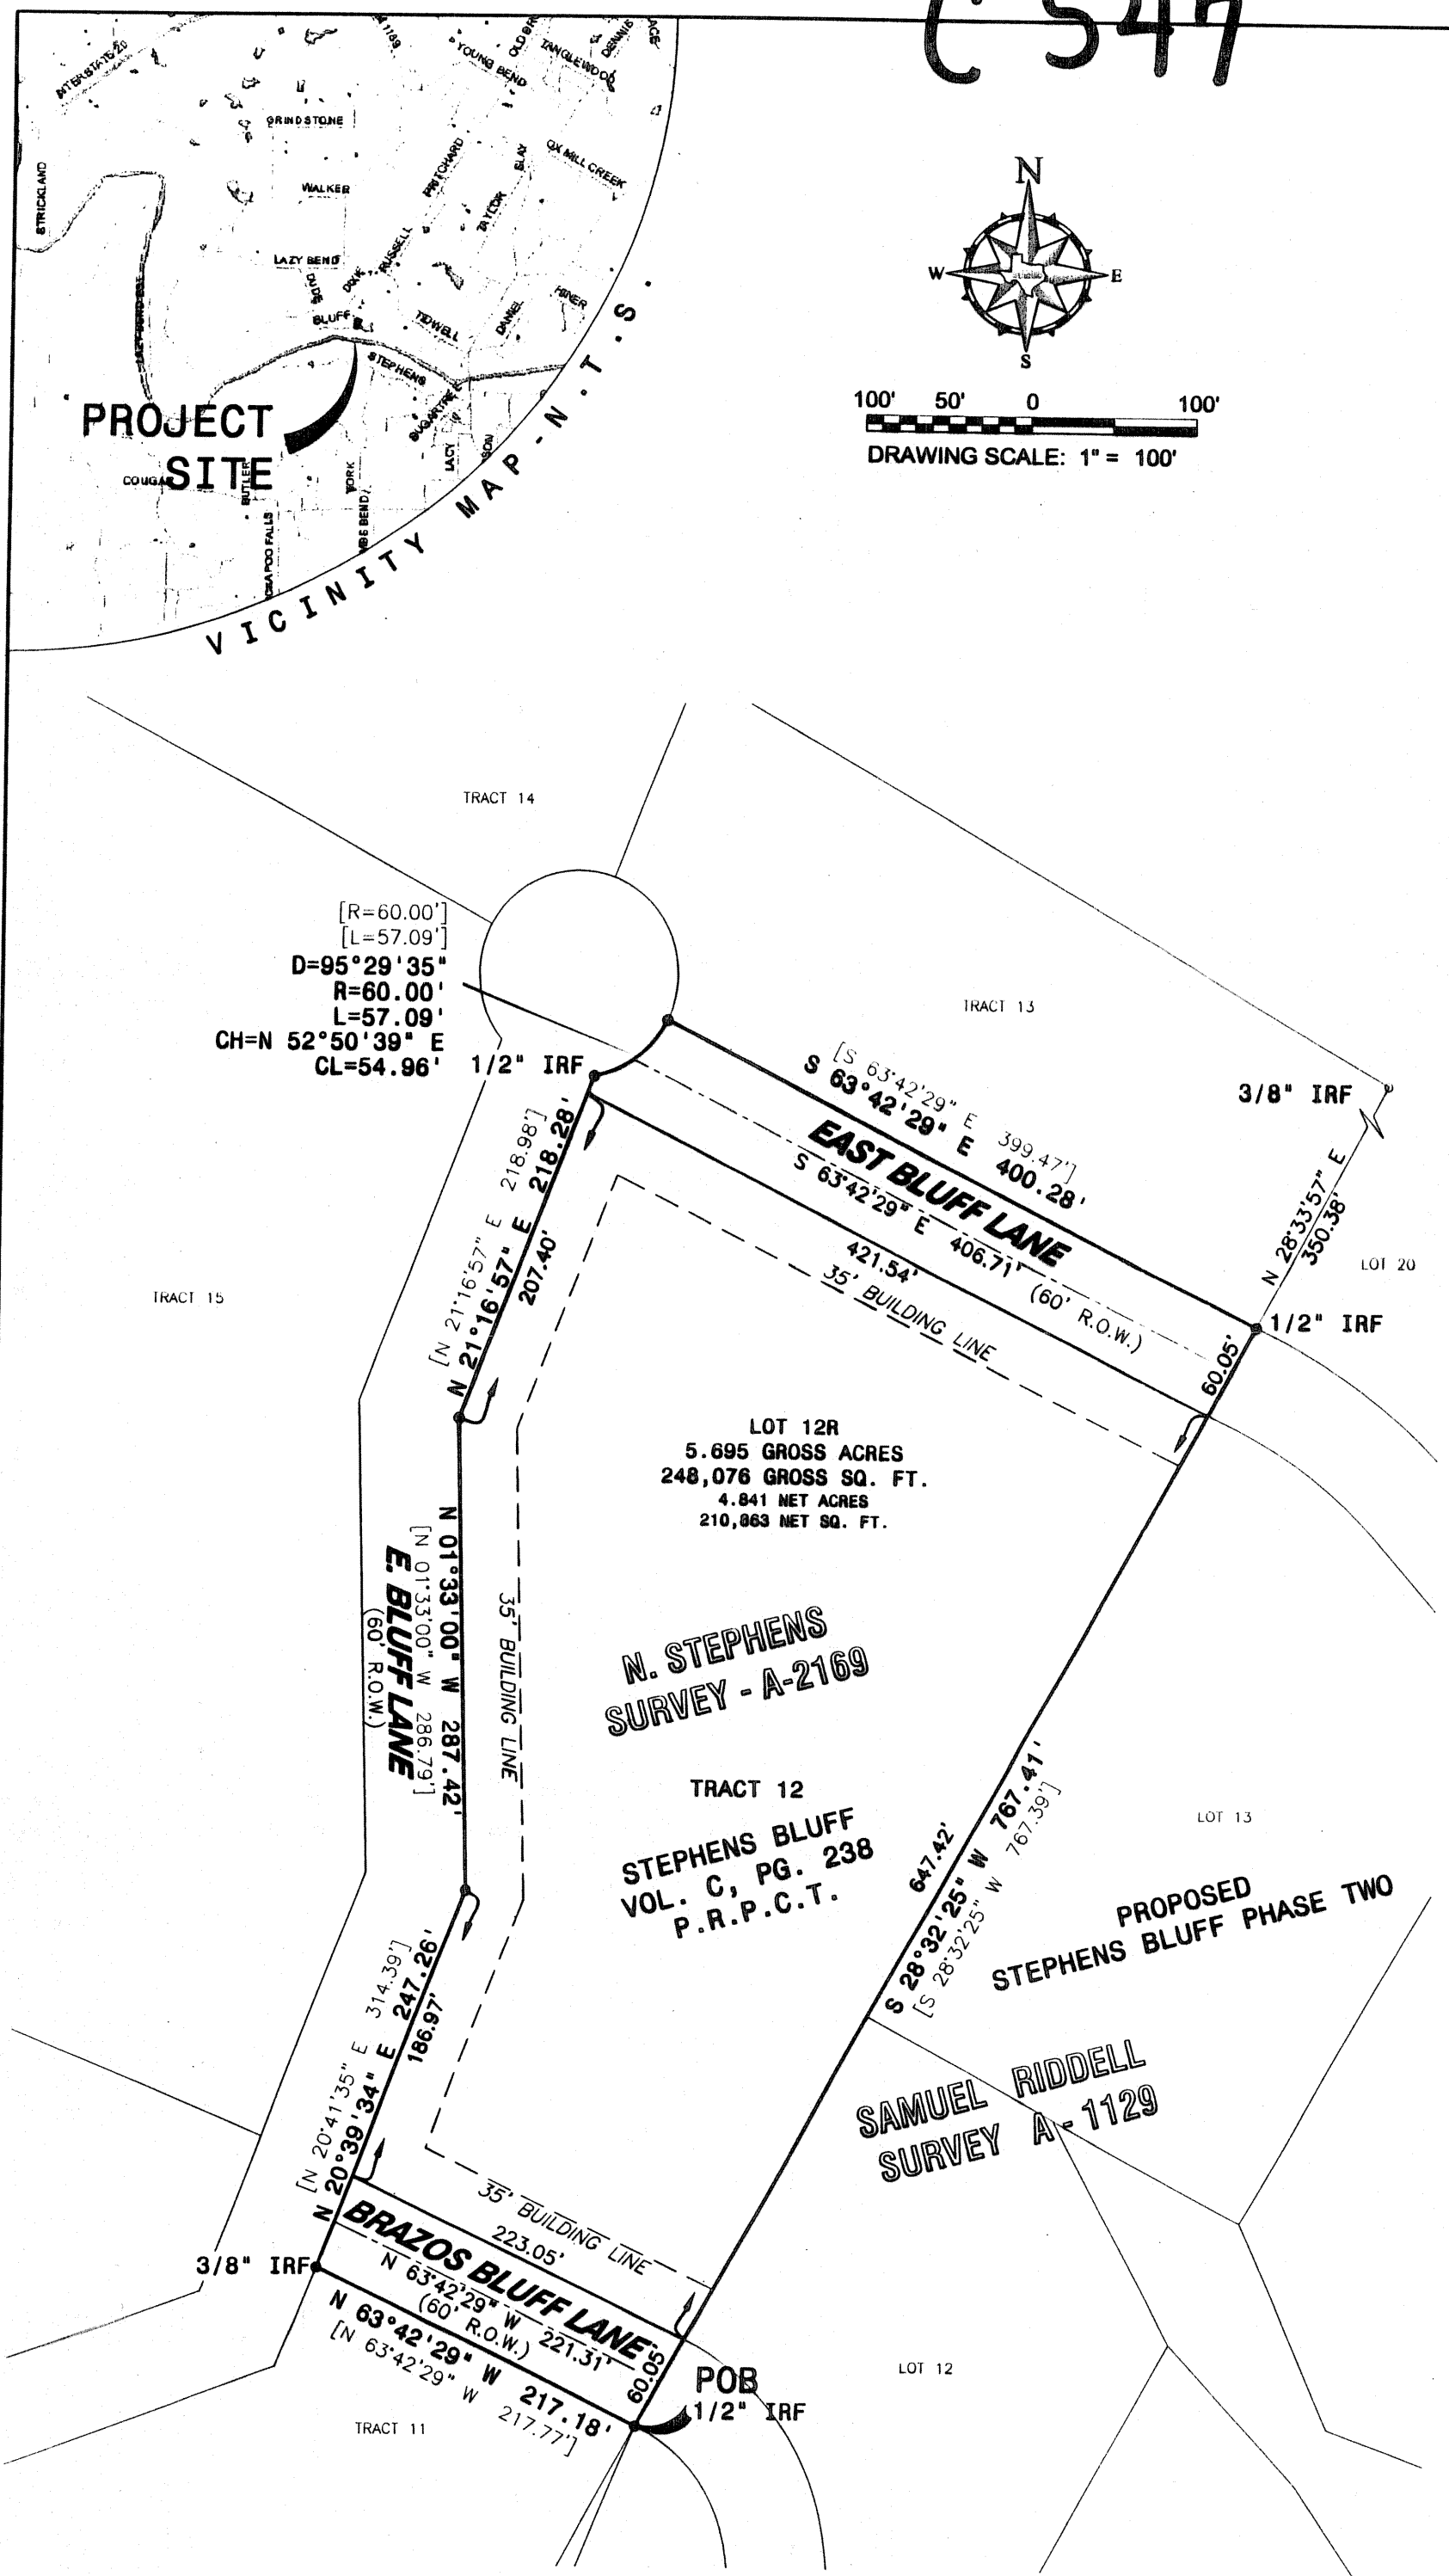 C 547
INTERSTATE 20
1189
YOUNG BEND
TANGLEWOOD
DENNIS
GRINDSTONE
STRICKLAND
WALKER
PRITCHARD
SLAY
OX MILL CREEK
TAYLOR
RUSSELL
LAZY BEND
DUDE
DOVE
BLUFF
TIDWELL
DANIEL
HINER
STEPHENS
SUGARTREE
LACY
SON
PROJECT
SITE
COUGAR
BUTLER
YORK
VICINITY MAP - N.T.S.
N
W
E
S
100' 50' 0 100'
DRAWING SCALE: 1" = 100'
TRACT 14
[R=60.00']
[L=57.09']
D=95°29'35"
R=60.00'
L=57.09'
CH=N 52°50'39" E
CL=54.96'
1/2" IRF
TRACT 13
[S 63°42'29" E 399.47']
S 63°42'29" E 400.28'
EAST BLUFF LANE
S 63°42'29" E 406.71' (60' R.O.W.)
421.54'
35' BUILDING LINE
3/8" IRF
N 28°33'57" E
350.38'
LOT 20
1/2" IRF
60.05'
[N 21°16'57" E 218.98']
N 21°16'57" E 218.28'
207.40'
TRACT 15
LOT 12R
5.695 GROSS ACRES
248,076 GROSS SQ. FT.
4.841 NET ACRES
210,863 NET SQ. FT.
N 01°33'00" W 287.42'
[N 01°33'00" W 286.79']
E. BLUFF LANE
(60' R.O.W.)
35' BUILDING LINE
N. STEPHENS
SURVEY - A-2169
TRACT 12
STEPHENS BLUFF
VOL. C, PG. 238
P.R.P.C.T.
647.42'
S 28°32'25" W 767.41'
[S 28°32'25" W 767.39']
LOT 13
PROPOSED
STEPHENS BLUFF PHASE TWO
SAMUEL RIDDELL
SURVEY A - 1129
[N 20°41'35" E 314.39']
N 20°39'34" E 247.26'
186.97'
35' BUILDING LINE
223.05'
BRAZOS BLUFF LANE
N 63°42'29" W 221.31'
(60' R.O.W.)
3/8" IRF
N 63°42'29" W 217.18'
[N 63°42'29" W 217.77']
60.05'
POB
1/2" IRF
LOT 12
TRACT 11